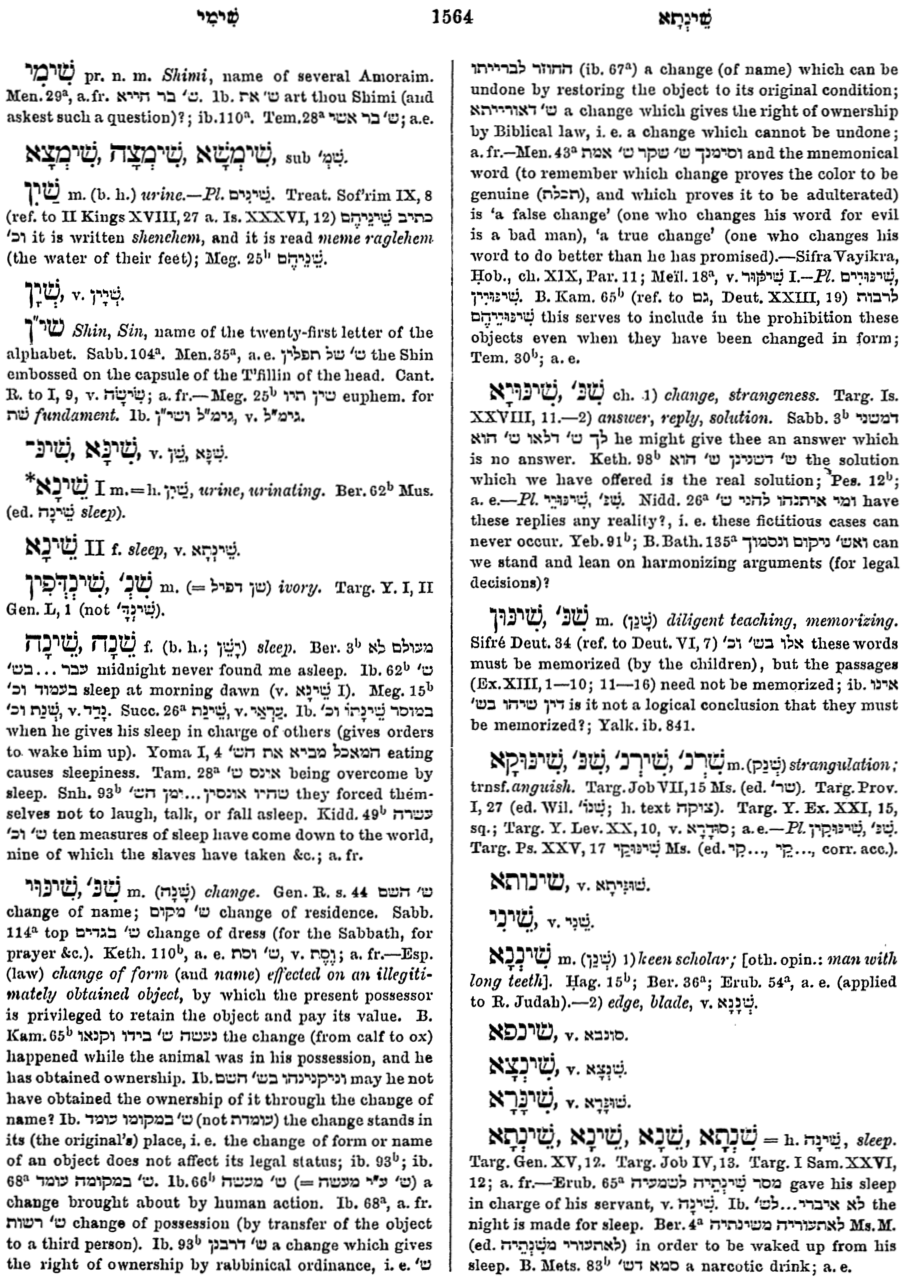 שִׁימִי 1564 שֵׁינְתָא
שִׁימִי pr. n. m. Shimi, name of several Amoraim.
Men. 29ᵃ, a. fr. ש׳ בר חייא. Ib. ש׳ את art thou Shimi (and
askest such a question)?; ib. 110ᵃ. Tem. 28ᵃ ש׳ בר אשי; a. e.
שִׁימְשָׁא, שִׁימְצָה, שִׁימְצָא, sub שִׁמְ׳.
שַׁיִן m. (b. h.) urine.—Pl. שֵׁינִים. Treat. Sof'rim IX, 8
(ref. to II Kings XVIII, 27 a. Is. XXXVI, 12) כתיב שֵׁינֵיהֶם
וכ׳ it is written shenehem, and it is read meme raglehem
(the water of their feet); Meg. 25ᵇ שֵׁנֵיהֶם.
שְׁיָן, v. שְׁיָין.
שי״ן Shin, Sin, name of the twenty-first letter of the
alphabet. Sabb. 104ᵃ. Men. 35ᵃ, a. e. ש׳ של תפלין the Shin
embossed on the capsule of the T'fillin of the head. Cant.
R. to I, 9, v. שִׁיטָה; a. fr.—Meg. 25ᵇ שין תיו euphem. for
שת fundament. Ib. גימ״ל ושי״ן, v. גימ״ל.
שִׁינָּא, שִׁינּ־, v. שִׁנָּא, שֵׁן.
*שֵׁינָא I m.=h. שַׁיִן, urine, urinating. Ber. 62ᵇ Mus.
(ed. שֵׁינָה sleep).
שֵׁינָא II f. sleep, v. שֵׁינְתָא.
שִׁינְדְּפִין, שִׁנְ׳ m. (= שן דפיל) ivory. Targ. Y. I, II
Gen. L, 1 (not שִׁינְדָּ׳).
שֵׁנָה, שֵׁינָה f. (b. h.; יָשֵׁן) sleep. Ber. 3ᵇ מעולם לא
עבר ... בש׳ midnight never found me asleep. Ib. 62ᵇ ש׳
בעמוד וכ׳ sleep at morning dawn (v. שֵׁינָא I). Meg. 15ᵇ
שְׁנַת וכ׳, v. נָדַד. Succ. 26ᵃ שֵׁינַת, v. עֲרָאִי. Ib. במוסר שֵׁינָתוֹ וכ׳
when he gives his sleep in charge of others (gives orders
to wake him up). Yoma I, 4 המאכל מביא את הש׳ eating
causes sleepiness. Tam. 28ᵃ אינס ש׳ being overcome by
sleep. Snh. 93ᵇ שהיו אונסין...ימן הש׳ they forced them-
selves not to laugh, talk, or fall asleep. Kidd. 49ᵇ עשרה
ש׳ וכ׳ ten measures of sleep have come down to the world,
nine of which the slaves have taken &c.; a. fr.
שִׁינּוּי, שִׁנּ׳ m. (שָׁנָה) change. Gen. R. s. 44 ש׳ השם
change of name; ש׳ מקום change of residence. Sabb.
114ᵃ top ש׳ בגדים change of dress (for the Sabbath, for
prayer &c.). Keth. 110ᵇ, a. e. ש׳ וסת, v. וֶסֶת; a. fr.—Esp.
(law) change of form (and name) effected on an illegiti-
mately obtained object, by which the present possessor
is privileged to retain the object and pay its value. B.
Kam. 65ᵇ נעשה ש׳ בידו וקנאו the change (from calf to ox)
happened while the animal was in his possession, and he
has obtained ownership. Ib. וניקנינהו בש׳ השם may he not
have obtained the ownership of it through the change of
name? Ib. ש׳ במקומו עומד (not עומדת) the change stands in
its (the original's) place, i. e. the change of form or name
of an object does not affect its legal status; ib. 93ᵇ; ib.
68ᵃ ש׳ במקומה עומד. Ib. 66ᵇ ש׳ מעשה (= ש׳ ע״י מעשה) a
change brought about by human action. Ib. 68ᵃ, a. fr.
ש׳ רשות change of possession (by transfer of the object
to a third person). Ib. 93ᵇ ש׳ דרבנן a change which gives
the right of ownership by rabbinical ordinance, i. e. ש׳
החוזר לברייתו (ib. 67ᵃ) a change (of name) which can be
undone by restoring the object to its original condition;
ש׳ דאורייתא a change which gives the right of ownership
by Biblical law, i. e. a change which cannot be undone;
a. fr.—Men. 43ᵃ וסימנך ש׳ שקר ש׳ אמת and the mnemonical
word (to remember which change proves the color to be
genuine (תכלת), and which proves it to be adulterated)
is 'a false change' (one who changes his word for evil
is a bad man), 'a true change' (one who changes his
word to do better than he has promised).—Sifra Vayikra,
Ḥob., ch. XIX, Par. 11; Meïl. 18ᵃ, v. שִׁיקּוּר I.—Pl. שִׁינּוּיִים,
שִׁינּוּיִין. B. Kam. 65ᵇ (ref. to גם, Deut. XXIII, 19) לרבות
שִׁינּוּיֵיהֶם this serves to include in the prohibition these
objects even when they have been changed in form;
Tem. 30ᵇ; a. e.
שִׁינּוּיָא, שִׁנּ׳ ch. 1) change, strangeness. Targ. Is.
XXVIII, 11.—2) answer, reply, solution. Sabb. 3ᵇ דמשני
לך ש׳ דלאו ש׳ הוא he might give thee an answer which
is no answer. Keth. 98ᵇ ש׳ דשנינן ש׳ הוא the solution
which we have offered is the real solution; Pes. 12ᵇ;
a. e.—Pl. שִׁינּוּיֵי, שִׁנּ׳. Nidd. 26ᵃ ומי איתנהו להני ש׳ have
these replies any reality?, i. e. these fictitious cases can
never occur. Yeb. 91ᵇ; B. Bath. 135ᵃ ואש׳ ניקום ונסמוך can
we stand and lean on harmonizing arguments (for legal
decisions)?
שִׁינּוּן, שִׁנּ׳ m. (שָׁנַן) diligent teaching, memorizing.
Sifré Deut. 34 (ref. to Deut. VI, 7) אלו בש׳ וכ׳ these words
must be memorized (by the children), but the passages
(Ex. XIII, 1—10; 11—16) need not be memorized; ib. אינו
דין שיהו בש׳ is it not a logical conclusion that they must
be memorized?; Yalk. ib. 841.
שִׁינּוּקָא, שִׁנּ׳, שִׁירְנ׳, שִׁרְנ׳ m. (שְׁנַק) strangulation;
trnsf. anguish. Targ. Job VII, 15 Ms. (ed. שר׳). Targ. Prov.
I, 27 (ed. Wil. שִׁנּוּ׳; h. text צוקה). Targ. Y. Ex. XXI, 15,
sq.; Targ. Y. Lev. XX, 10, v. סוּדָרָא; a. e.—Pl. שִׁינּוּקִין, שִׁנּ׳.
Targ. Ps. XXV, 17 שִׁינּוּקֵי Ms. (ed. קֵי..., קַי..., corr. acc.).
שינותא, v. שׁוּנִיתָא.
שִׁינֵי, v. שְׁנֵי.
שִׁינְנָא m. (שְׁנַן) 1) keen scholar; [oth. opin.: man with
long teeth]. Ḥag. 15ᵇ; Ber. 36ᵃ; Erub. 54ᵃ, a. e. (applied
to R. Judah).—2) edge, blade, v. שְׁנָנָא.
שינפא, v. סונבא.
שִׁינְצָא, v. שִׁנְצָא.
שִׁינָּרָא, v. שׁוּנָּרָא.
שִׁנְתָּא, שֵׁנָא, שֵׁינָא, שֵׁינְתָא = h. שֵׁינָה, sleep.
Targ. Gen. XV, 12. Targ. Job IV, 13. Targ. I Sam. XXVI,
12; a. fr.—Erub. 65ᵃ מסר שֵׁינְתֵיהּ לשמעיה gave his sleep
in charge of his servant, v. שֵׁינָה. Ib. לא איברי...לש׳ the
night is made for sleep. Ber. 4ᵃ לאתעוריה משינתיה Ms. M.
(ed. לאתעורי מִשֵּׁנְתֵיהּ) in order to be waked up from his
sleep. B. Mets. 83ᵇ סמא דש׳ a narcotic drink; a. e.